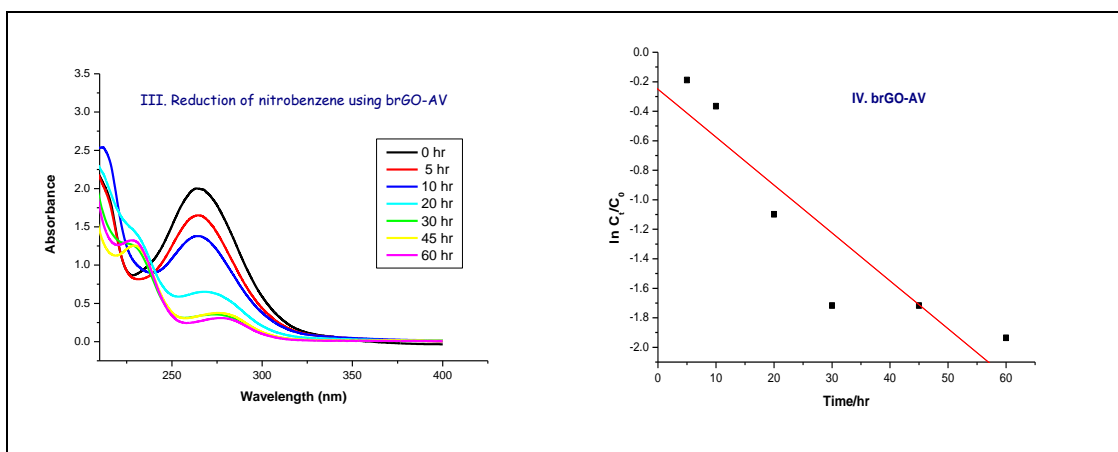 III. Reduction of nitrobenzene using brGO-AV
3.5
3.0
2.5
2.0
1.5
1.0
0.5
0.0
Absorbance
0 hr
5 hr
10 hr
20 hr
30 hr
45 hr
60 hr
250 300 350 400
Wavelength (nm)
IV. brGO-AV
0.0
-0.2
-0.4
-0.6
-0.8
-1.0
-1.2
-1.4
-1.6
-1.8
-2.0
ln Cₜ/C₀
0 10 20 30 40 50 60
Time/hr